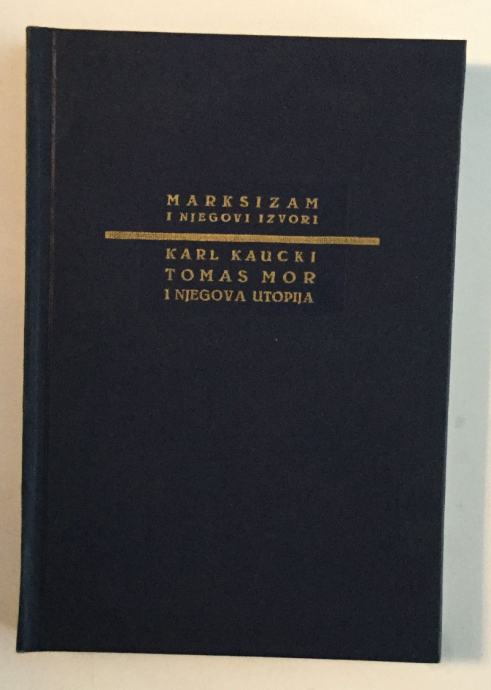 MARKSIZAM
I NJEGOVI IZVORI
KARL KAUCKI
TOMAS MOR
I NJEGOVA UTOPIJA